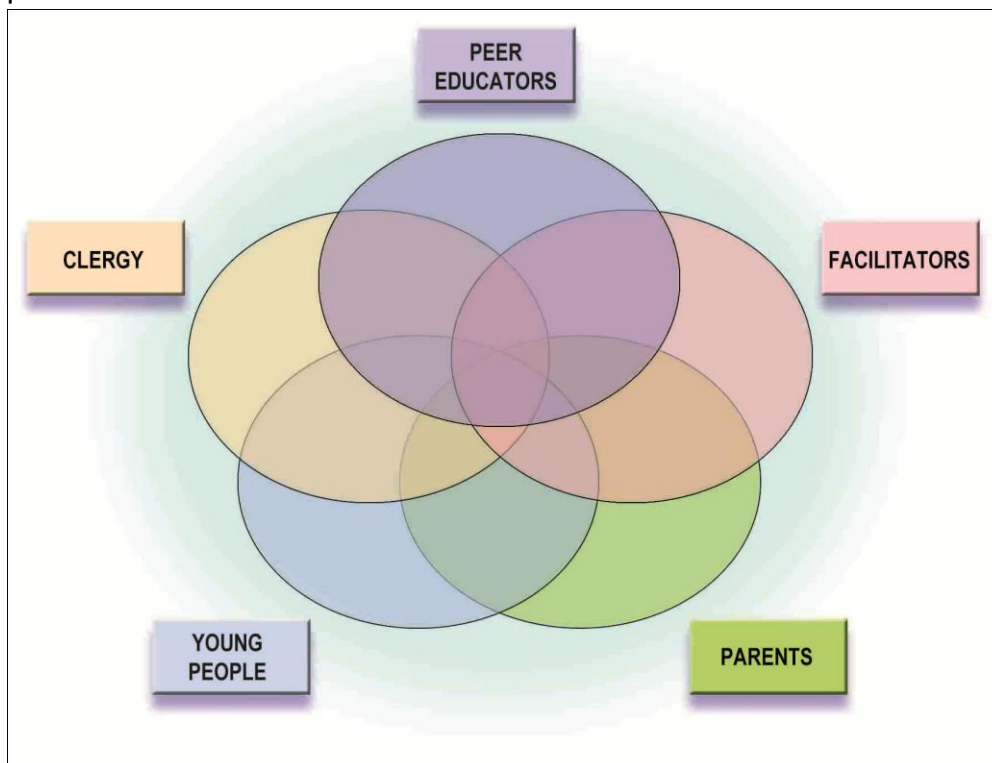 PEER
EDUCATORS
CLERGY
FACILITATORS
YOUNG
PEOPLE
PARENTS